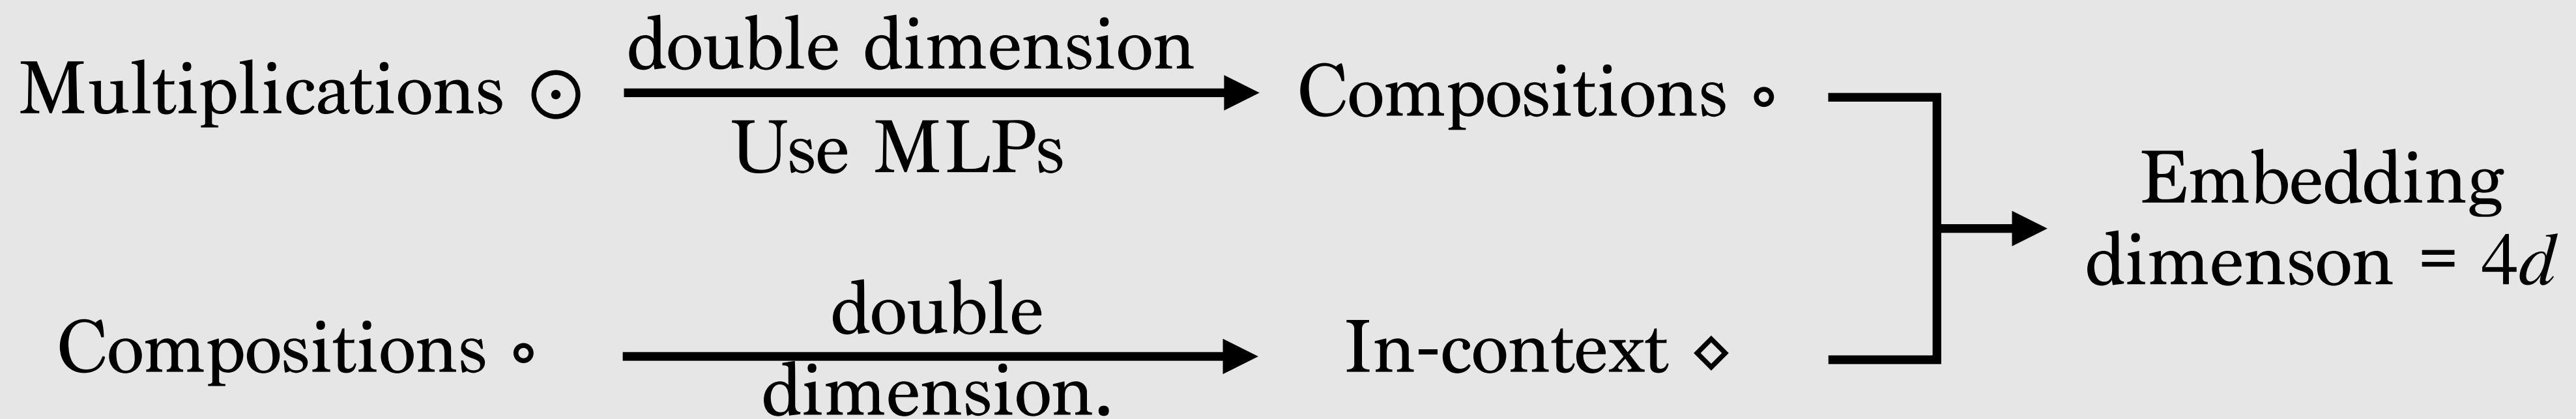 double dimension
Multiplications ⊙
Compositions ∘
Use MLPs
Embedding
dimenson = 4d
double
Compositions ∘
In-context ⋄
dimension.